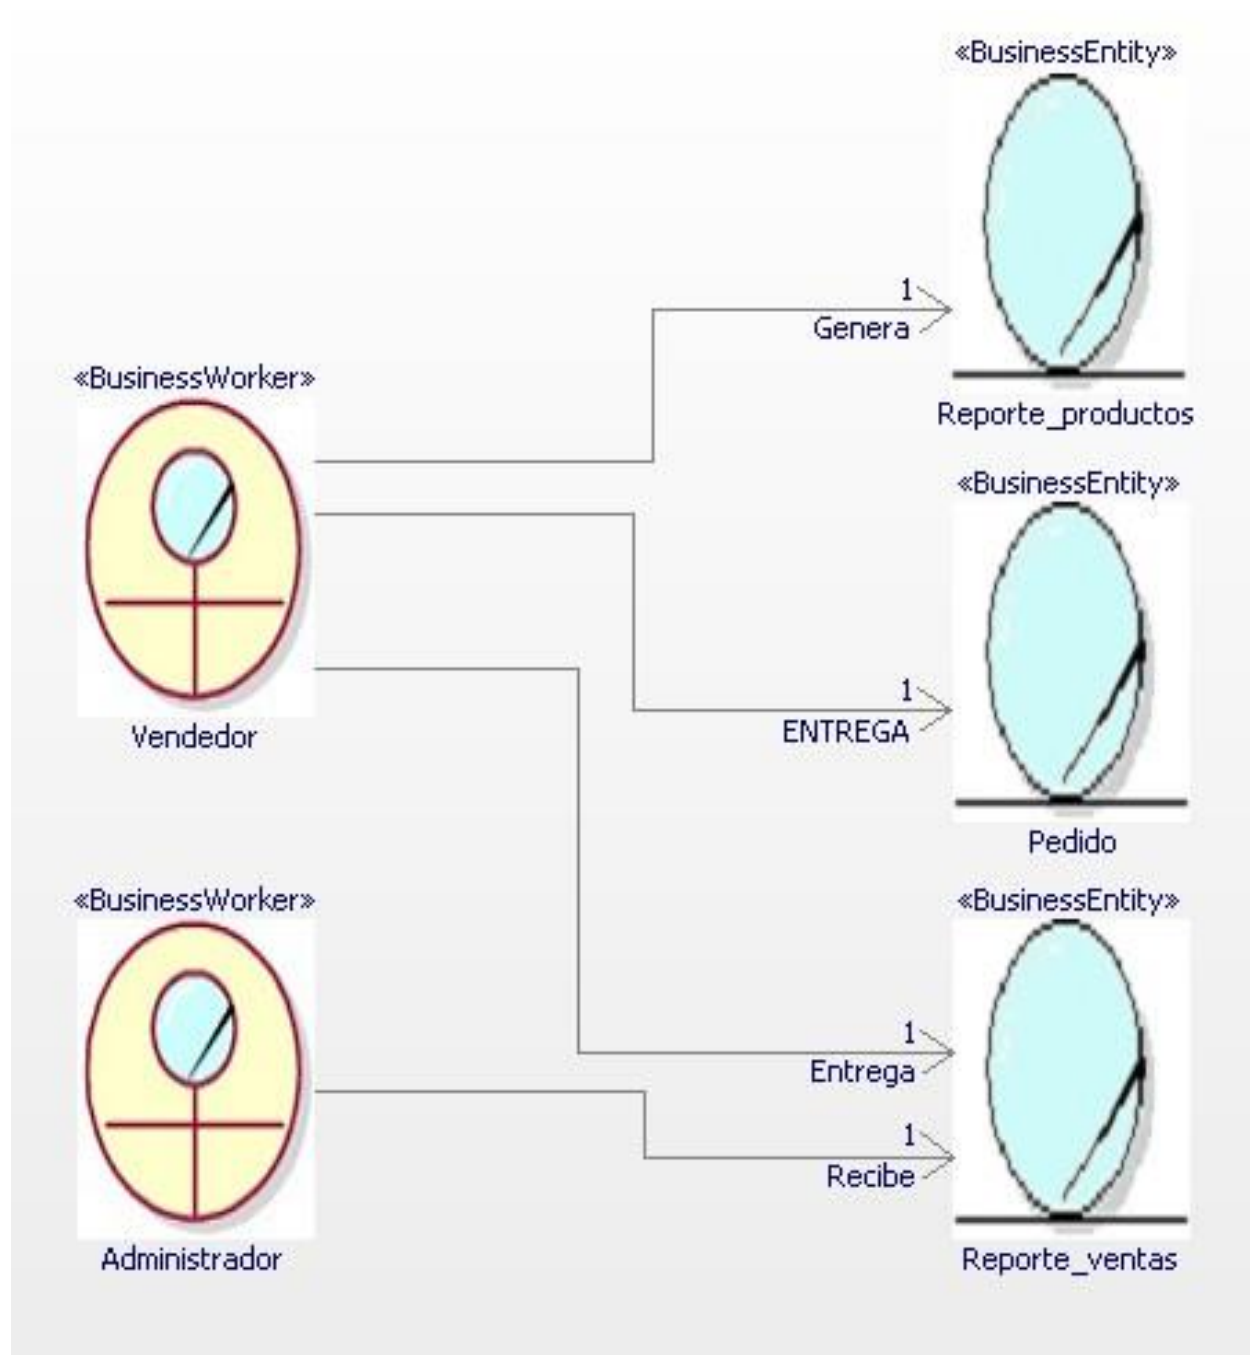 «BusinessEntity»
1
Genera
«BusinessWorker»
Reporte_productos
«BusinessEntity»
1
ENTREGA
Vendedor
Pedido
«BusinessWorker»
«BusinessEntity»
1
Entrega
1
Recibe
Administrador
Reporte_ventas